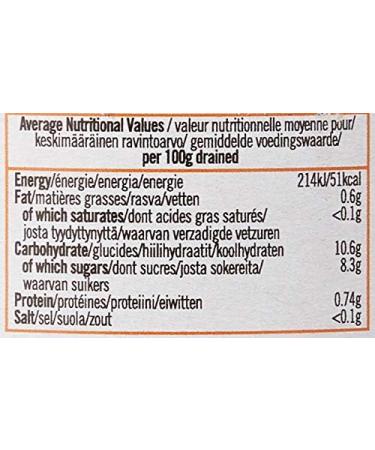 Average Nutritional Values / valeur nutritionnelle moyenne pour/
keskimääräinen ravintoarvo/ gemiddelde voedingswaarde/
per 100g drained
Energy/énergie/energia/energie 214kJ/51kcal
Fat/matières grasses/rasva/vetten 0.6g
of which saturates/dont acides gras saturés/ <0.1g
josta tyydyttynyttä/waarvan verzadigde vetzuren
Carbohydrate/glucides/hiilihydraatit/koolhydraten 10.6g
of which sugars/dont sucres/josta sokereita/ 8.3g
waarvan suikers
Protein/protéines/proteiini/eiwitten 0.74g
Salt/sel/suola/zout <0.1g